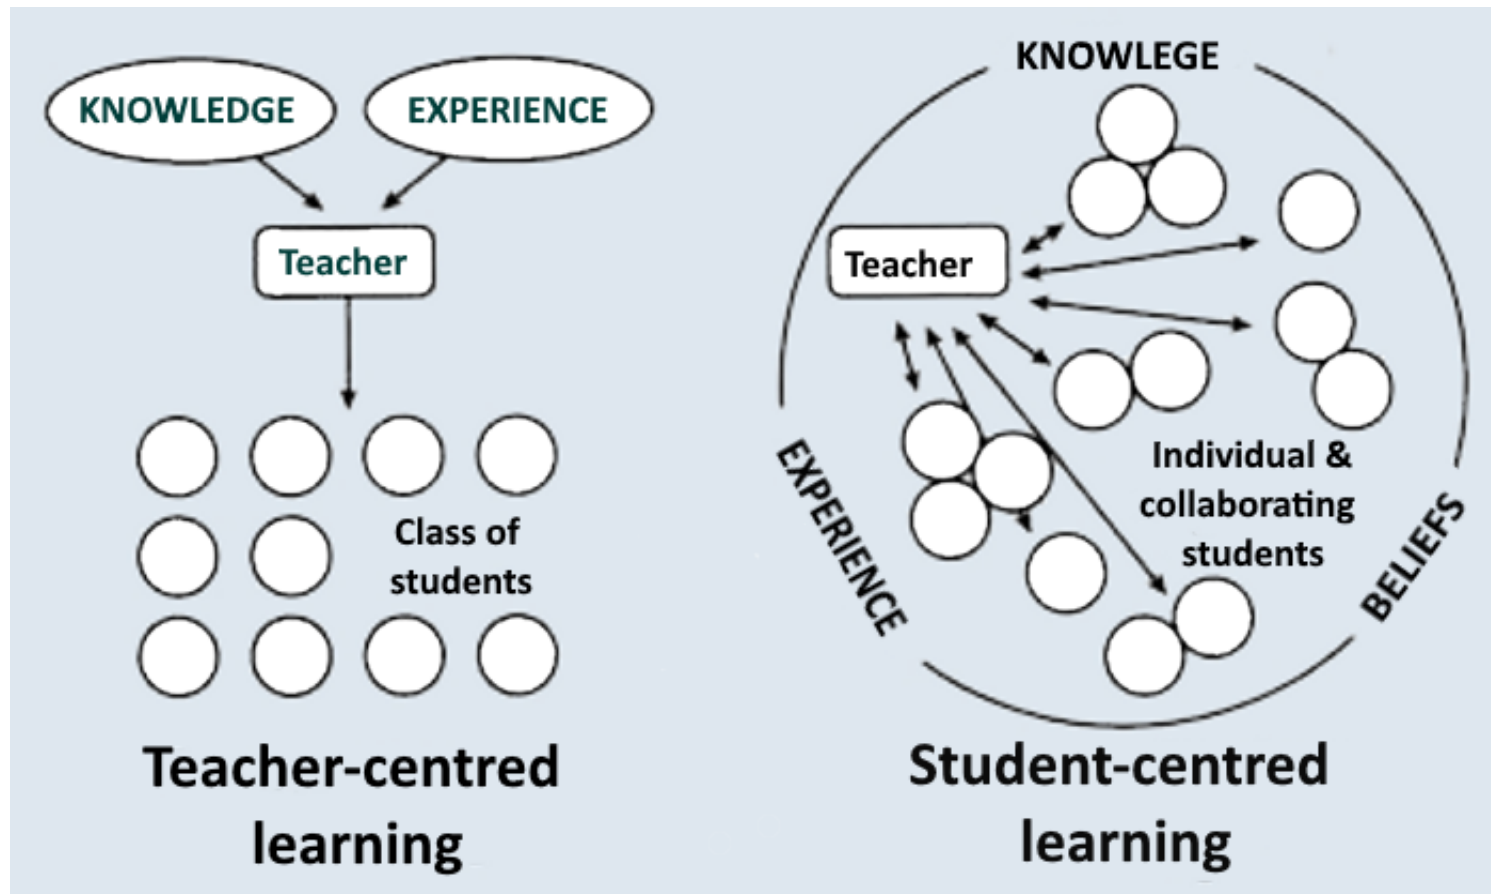 KNOWLEDGE
EXPERIENCE
Teacher
Class of
students
Teacher-centred
learning
KNOWLEGE
Teacher
EXPERIENCE
Individual &
collaborating
students
BELIEFS
Student-centred
learning